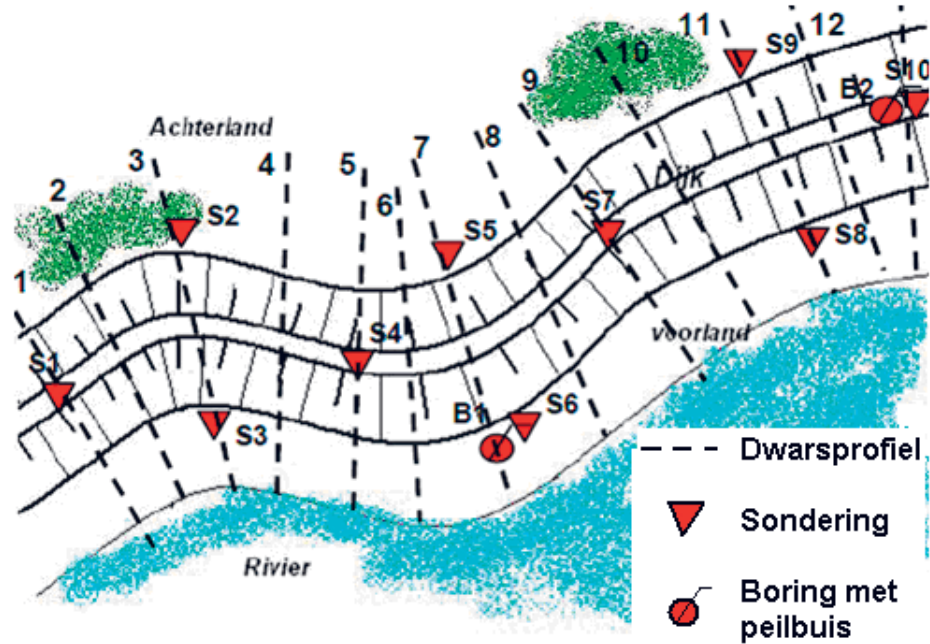 11
S9
12
10
9
B2
S10
Achterland
3
4
5
7
8
2
6
S2
S5
S7
Dijk
1
S8
S1
S4
voorland
S3
B1
S6
Rivier
Dwarsprofiel
Sondering
Boring met
peilbuis